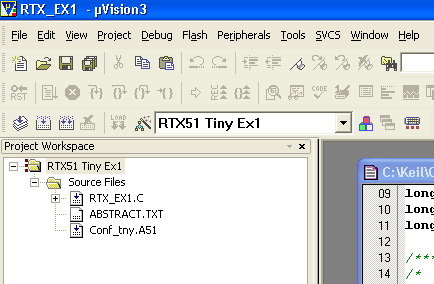 RTX_EX1 - µVision3
File Edit View Project Debug Flash Peripherals Tools SVCS Window Help
RST CODE
LOAD RTX51 Tiny Ex1
Project Workspace
RTX51 Tiny Ex1
Source Files
RTX_EX1.C
ABSTRACT.TXT
Conf_tny.A51
C:\Keil\C
09 long
10 long
11 long
12
13 /***
14 /*